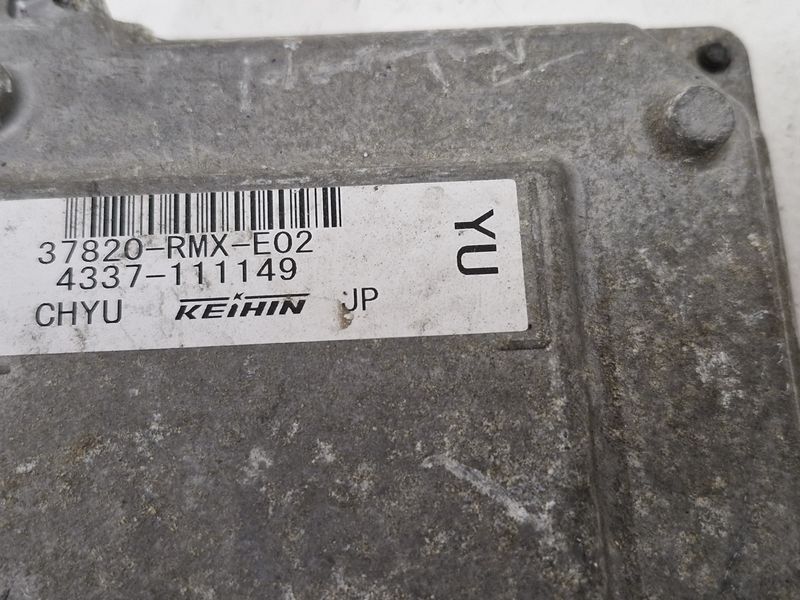 37820-RMX-E02
4337-111149
CHYU KEIHIN JP
YU